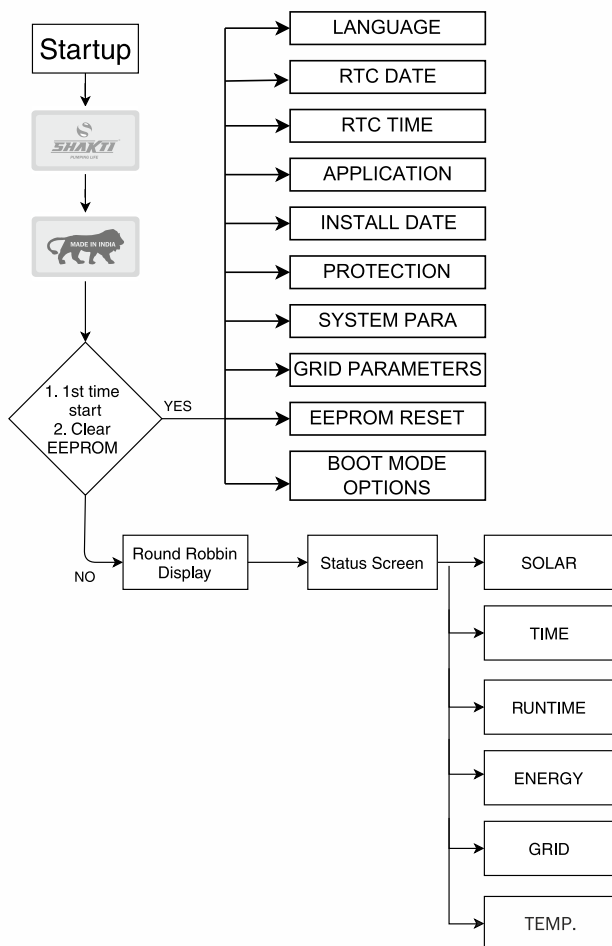 Startup
SHAKTI
PUMPING LIFE
MADE IN INDIA
1. 1st time
start
2. Clear
EEPROM
YES
LANGUAGE
RTC DATE
RTC TIME
APPLICATION
INSTALL DATE
PROTECTION
SYSTEM PARA
GRID PARAMETERS
EEPROM RESET
BOOT MODE
OPTIONS
NO
Round Robbin
Display
Status Screen
SOLAR
TIME
RUNTIME
ENERGY
GRID
TEMP.